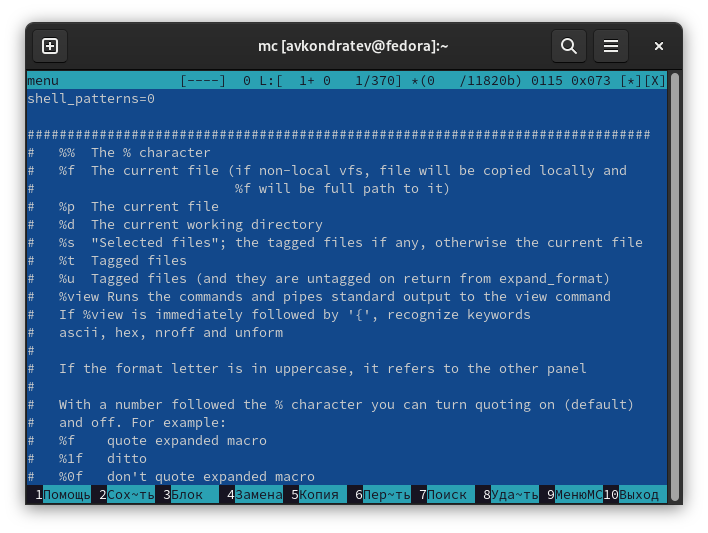 mc [avkondratev@fedora]:~
menu               [----]  0 L:[  1+ 0   1/370] *(0   /11820b) 0115 0x073 [*][X]
shell_patterns=0
##############################################################################
#   %%  The % character
#   %f  The current file (if non-local vfs, file will be copied locally and
#                         %f will be full path to it)
#   %p  The current file
#   %d  The current working directory
#   %s  "Selected files"; the tagged files if any, otherwise the current file
#   %t  Tagged files
#   %u  Tagged files (and they are untagged on return from expand_format)
#   %view Runs the commands and pipes standard output to the view command
#   If %view is immediately followed by '{', recognize keywords
#   ascii, hex, nroff and unform
#
#   If the format letter is in uppercase, it refers to the other panel
#
#   With a number followed the % character you can turn quoting on (default)
#   and off. For example:
#   %f    quote expanded macro
#   %1f   ditto
#   %0f   don't quote expanded macro
1Помощь 2Сох~ть 3Блок   4Замена 5Копия  6Пер~ть 7Поиск  8Уда~ть 9МенюМС10Выход